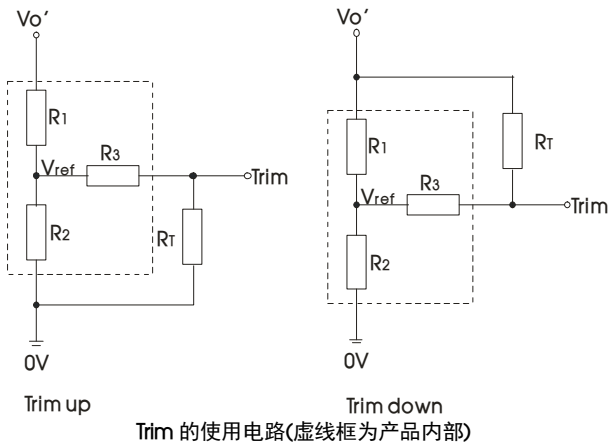 Vo'
R1
R3
Vref
Trim
R2
RT
0V
Trim up
Vo'
R1
RT
R3
Vref
Trim
R2
0V
Trim down
Trim 的使用电路(虚线框为产品内部)